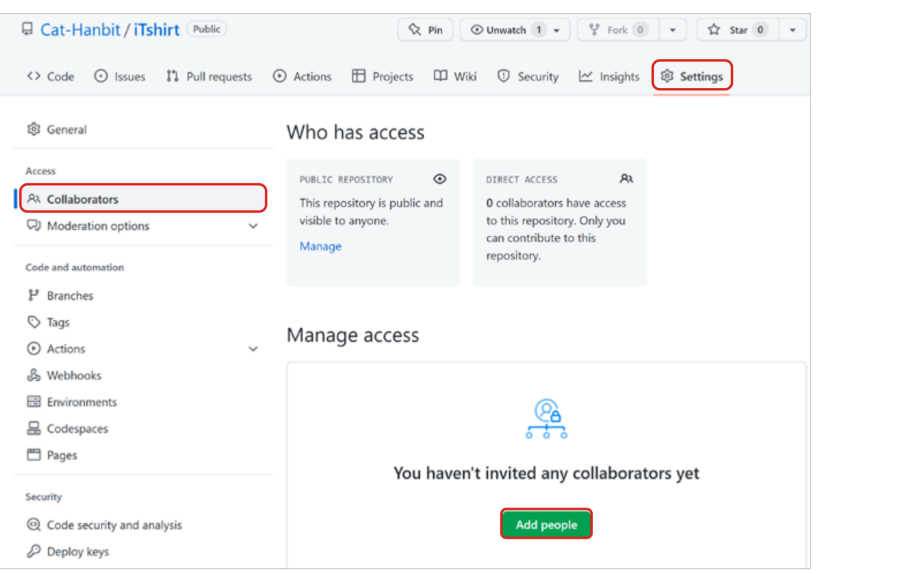 Cat-Hanbit / iTshirt Public
Pin
Unwatch 1
Fork 0
Star 0
Code
Issues
Pull requests
Actions
Projects
Wiki
Security
Insights
Settings
General
Access
Collaborators
Moderation options
Code and automation
Branches
Tags
Actions
Webhooks
Environments
Codespaces
Pages
Security
Code security and analysis
Deploy keys
Who has access
PUBLIC REPOSITORY
This repository is public and
visible to anyone.
Manage
DIRECT ACCESS
0 collaborators have access
to this repository. Only you
can contribute to this
repository.
Manage access
You haven't invited any collaborators yet
Add people